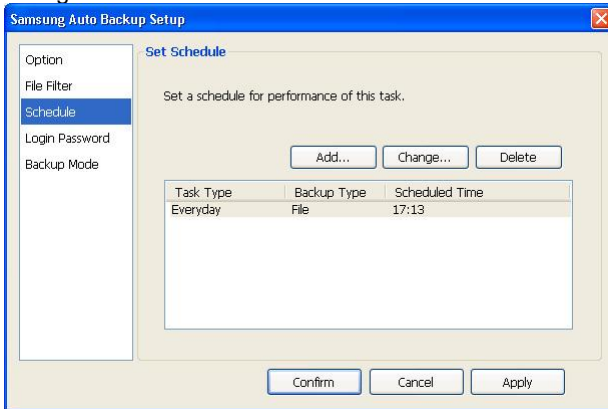 Samsung Auto Backup Setup
Option
File Filter
Schedule
Login Password
Backup Mode
Set Schedule
Set a schedule for performance of this task.
Add... Change... Delete
Task Type Backup Type Scheduled Time
Everyday File 17:13
Confirm Cancel Apply